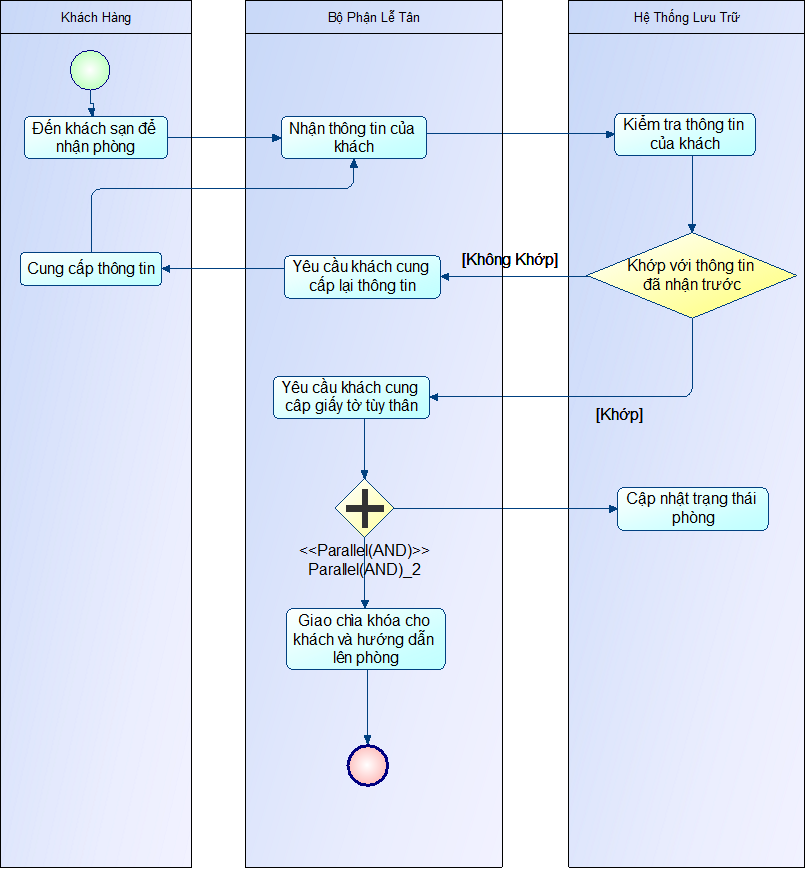 Khách Hàng
Bộ Phận Lễ Tân
Hệ Thống Lưu Trữ
Đến khách sạn để
nhận phòng
Nhận thông tin của
khách
Kiểm tra thông tin
của khách
Cung cấp thông tin
Yêu cầu khách cung
cấp lại thông tin
[Không Khớp]
Khớp với thông tin
đã nhận trước
Yêu cầu khách cung
câp giấy tờ tùy thân
[Khớp]
Cập nhật trạng thái
phòng
<<Parallel(AND)>>
Parallel(AND)_2
Giao chìa khóa cho
khách và hướng dẫn
lên phòng